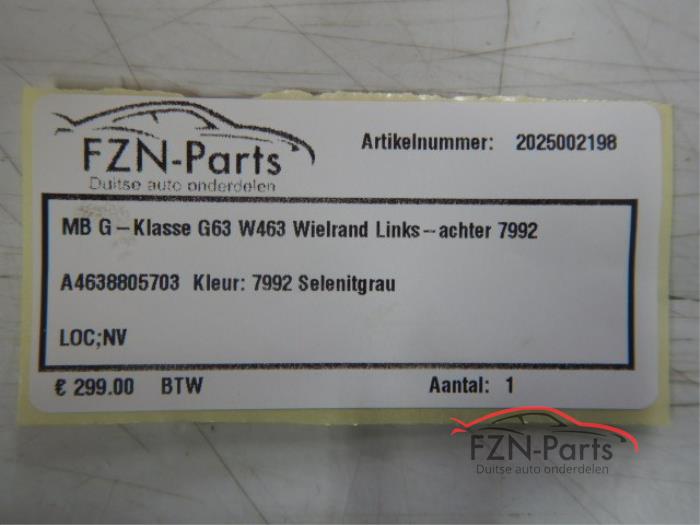 FZN-Parts
Duitse auto onderdelen
Artikelnummer: 2025002198
MB G-Klasse G63 W463 Wielrand Links-achter 7992
A4638805703 Kleur: 7992 Selenitgrau
LOC;NV
€ 299.00 BTW Aantal: 1
FZN-Parts
Duitse auto onderdelen